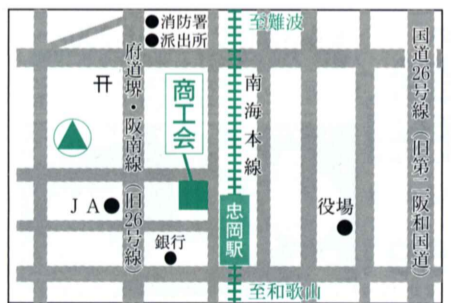 ●消防署
●派出所
至難波
国道26号線（旧第二阪和国道）
府道堺・阪南線（旧26号線）
商工会
南海本線
ＪＡ●
忠岡駅
役場
銀行
至和歌山